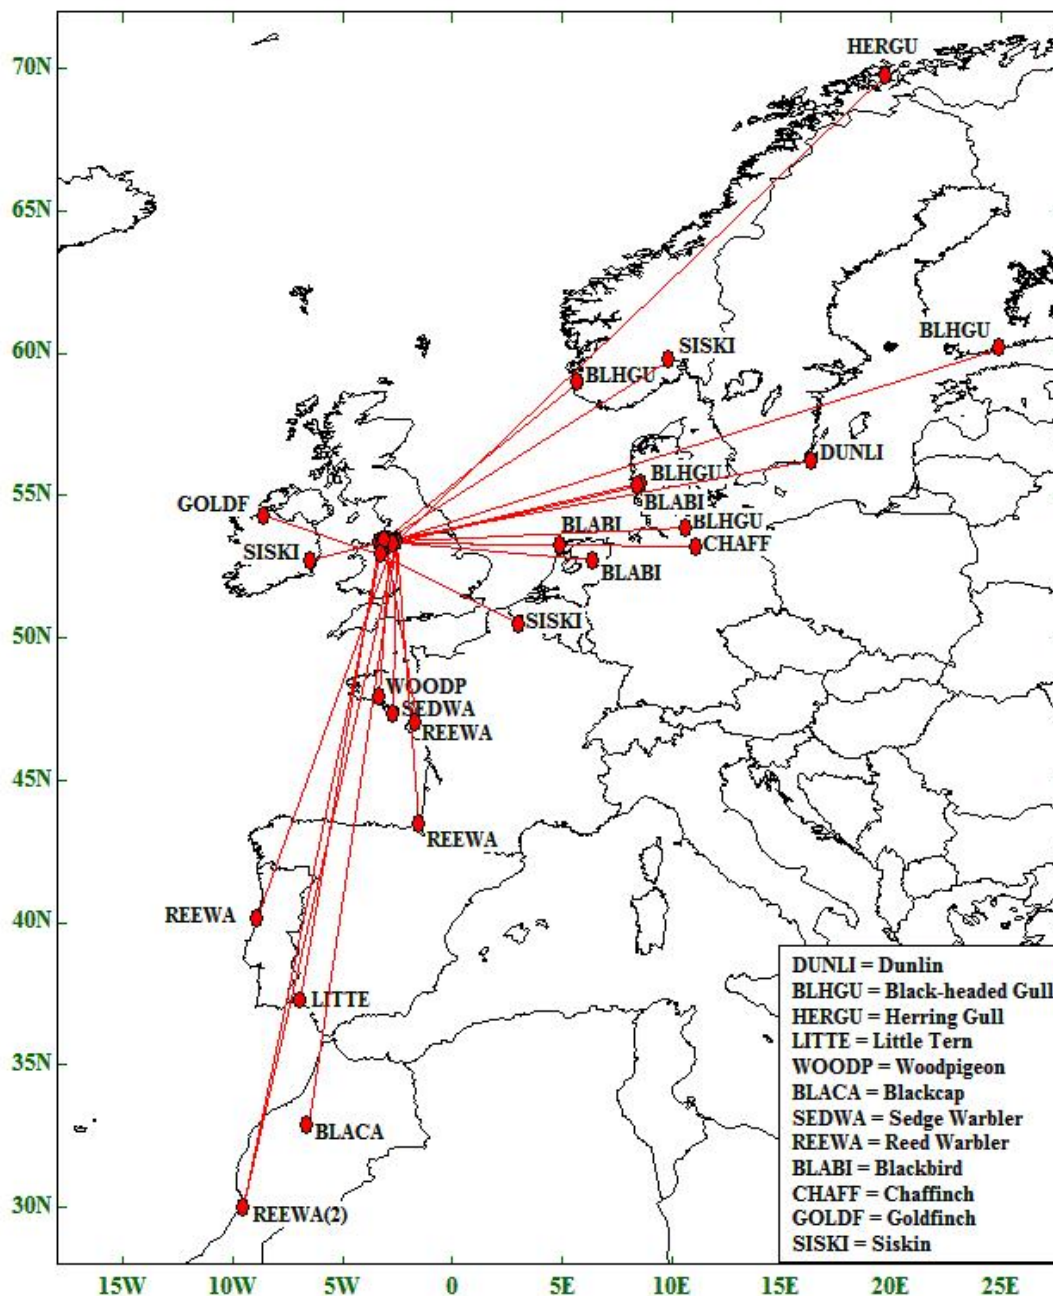 HERGU
70N
65N
60N
BLHGU
SISKI
BLHGU
DUNLI
55N
BLHGU
GOLDF
BLABI
BLABI
BLHGU
SISKI
CHAFF
BLABI
50N
SISKI
WOODP
SEDWA
REEWA
45N
REEWA
40N
REEWA
LITTE
35N
BLACA
30N
REEWA(2)
DUNLI = Dunlin
BLHGU = Black-headed Gull
HERGU = Herring Gull
LITTE = Little Tern
WOODP = Woodpigeon
BLACA = Blackcap
SEDWA = Sedge Warbler
REEWA = Reed Warbler
BLABI = Blackbird
CHAFF = Chaffinch
GOLDF = Goldfinch
SISKI = Siskin
15W 10W 5W 0 5E 10E 15E 20E 25E